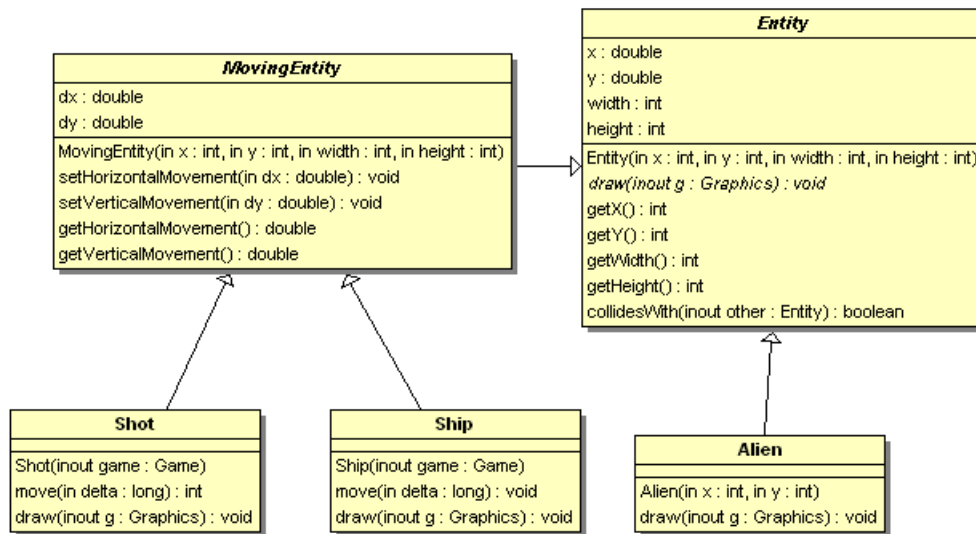 Entity
x : double
y : double
width : int
height : int
Entity(in x : int, in y : int, in width : int, in height : int)
draw(inout g : Graphics) : void
getX() : int
getY() : int
getWidth() : int
getHeight() : int
collidesWith(inout other : Entity) : boolean
MovingEntity
dx : double
dy : double
MovingEntity(in x : int, in y : int, in width : int, in height : int)
setHorizontalMovement(in dx : double) : void
setVerticalMovement(in dy : double) : void
getHorizontalMovement() : double
getVerticalMovement() : double
Shot
Shot(inout game : Game)
move(in delta : long) : int
draw(inout g : Graphics) : void
Ship
Ship(inout game : Game)
move(in delta : long) : void
draw(inout g : Graphics) : void
Alien
Alien(in x : int, in y : int)
draw(inout g : Graphics) : void